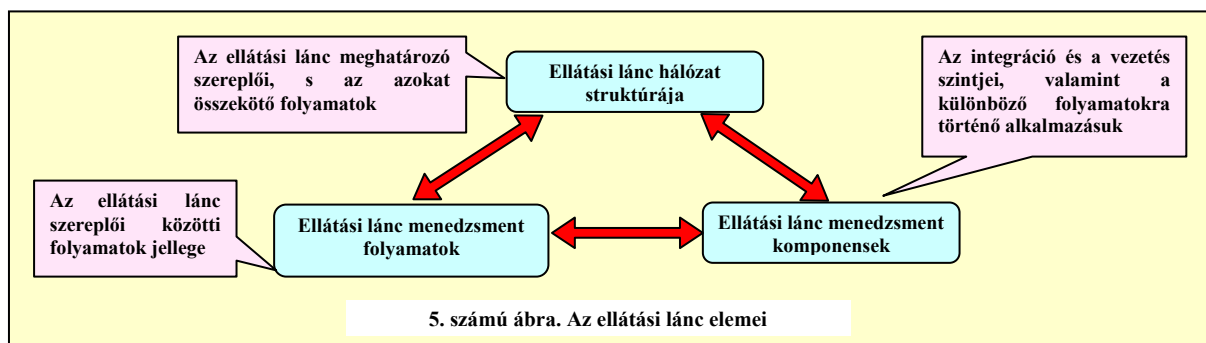 Az ellátási lánc meghatározó
szereplői, s az azokat
összekötő folyamatok
Ellátási lánc hálózat
struktúrája
Az integráció és a vezetés
szintjei, valamint a
különböző folyamatokra
történő alkalmazásuk
Az ellátási lánc
szereplői közötti
folyamatok jellege
Ellátási lánc menedzsment
folyamatok
Ellátási lánc menedzsment
komponensek
5. számú ábra. Az ellátási lánc elemei